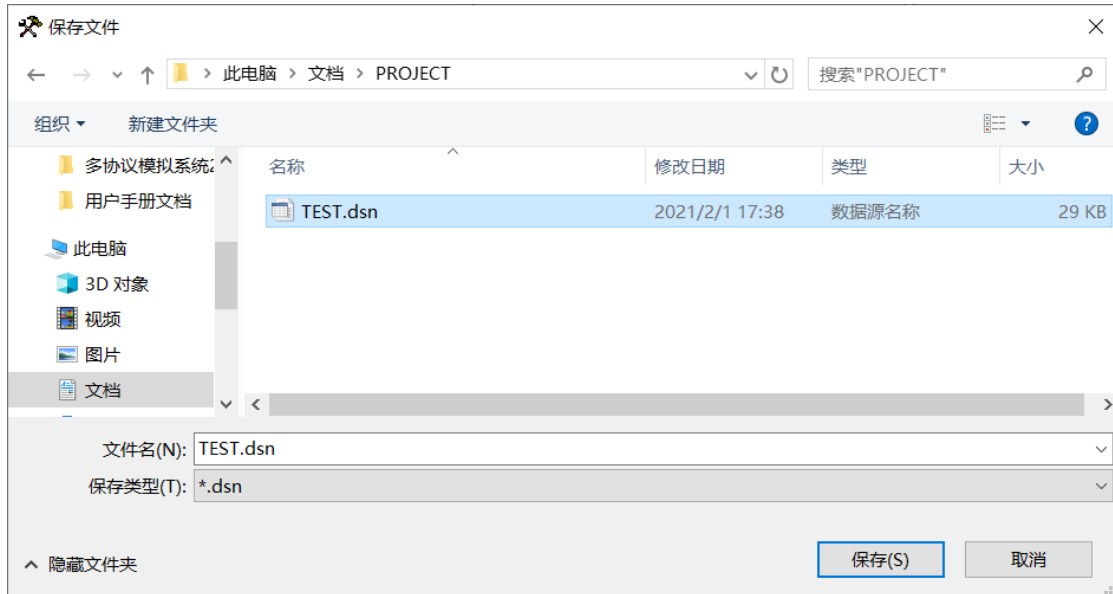 保存文件
此电脑 > 文档 > PROJECT
搜索"PROJECT"
组织 新建文件夹
名称 修改日期 类型 大小
多协议模拟系统
用户手册文档
TEST.dsn 2021/2/1 17:38 数据源名称 29 KB
此电脑
3D 对象
视频
图片
文档
文件名(N): TEST.dsn
保存类型(T): *.dsn
隐藏文件夹
保存(S) 取消